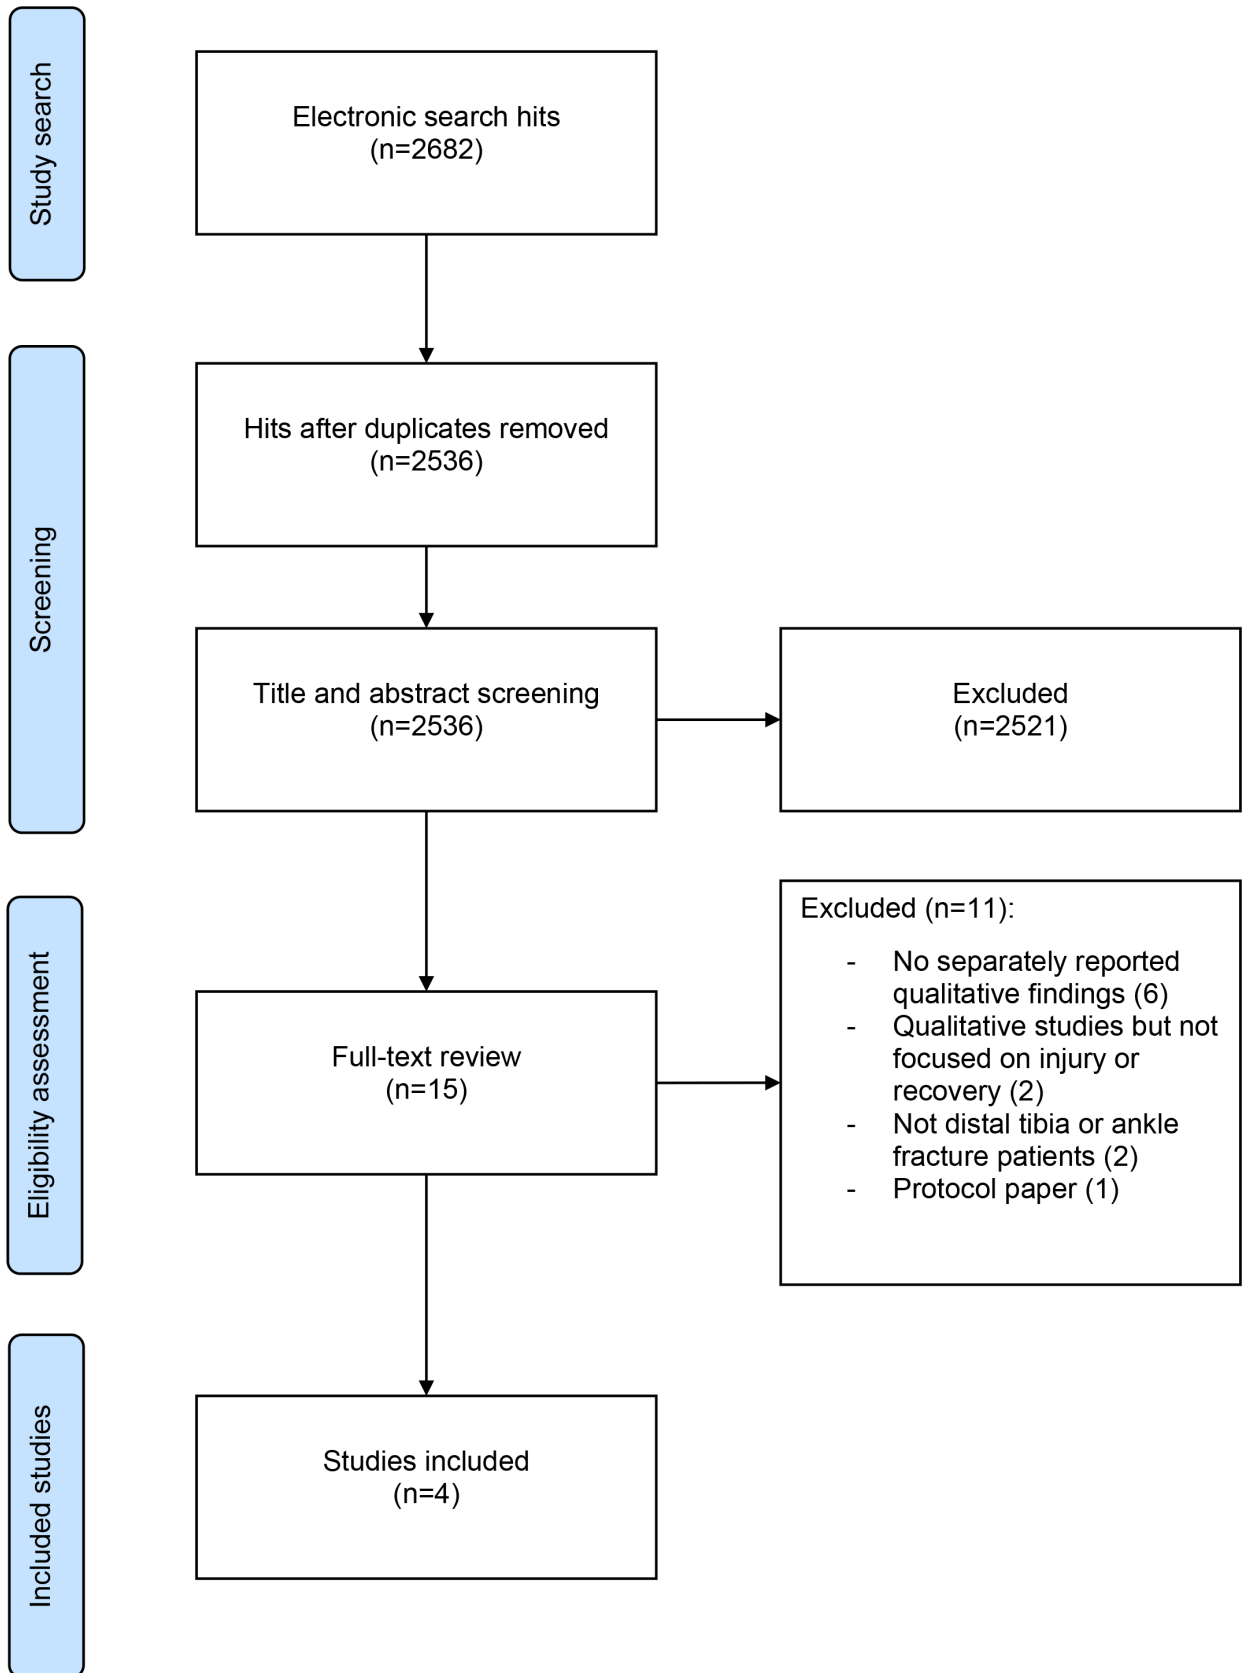 Study search
Electronic search hits
(n=2682)
Screening
Hits after duplicates removed
(n=2536)
Title and abstract screening
(n=2536)
Excluded
(n=2521)
Eligibility assessment
Full-text review
(n=15)
Excluded (n=11):
- No separately reported
qualitative findings (6)
- Qualitative studies but not
focused on injury or
recovery (2)
- Not distal tibia or ankle
fracture patients (2)
- Protocol paper (1)
Included studies
Studies included
(n=4)